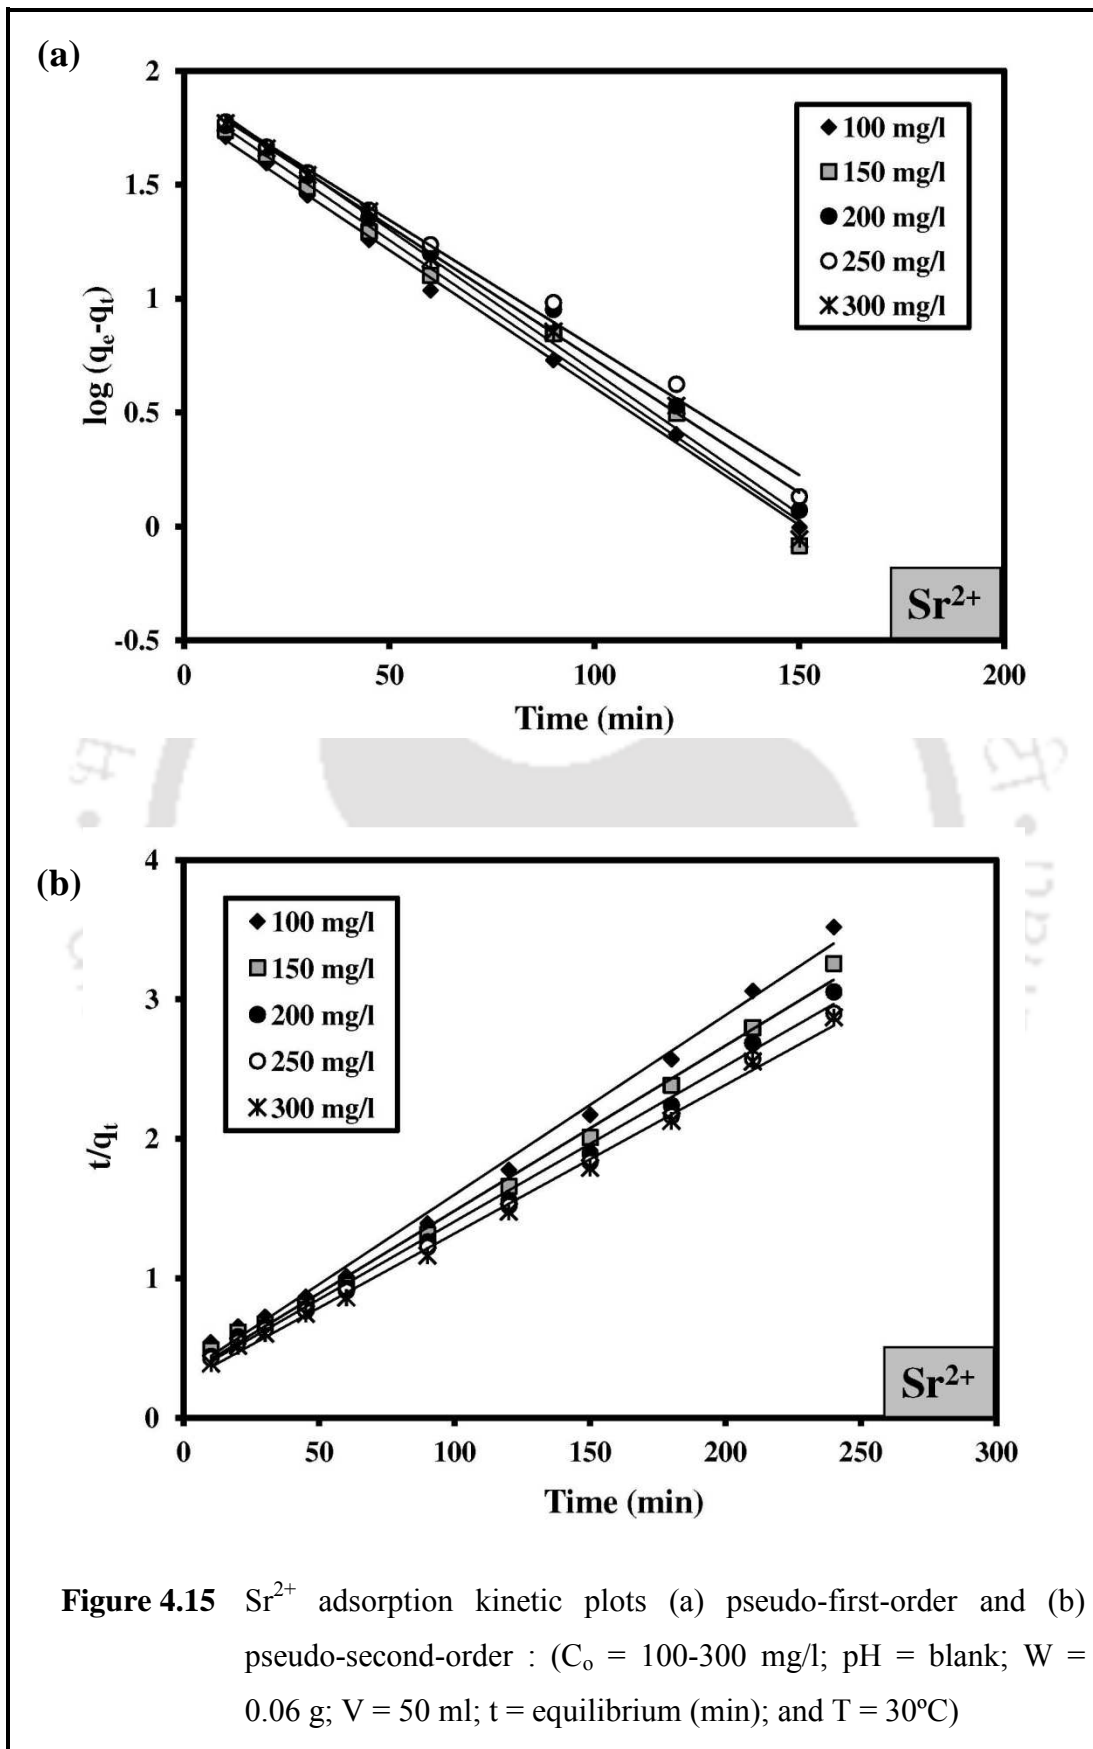 (a)
2
1.5
1
0.5
0
-0.5
log (qₑ-qₜ)
100 mg/l
150 mg/l
200 mg/l
250 mg/l
300 mg/l
Sr²⁺
0 50 100 150 200
Time (min)
(b)
4
3
2
1
0
t/qₜ
100 mg/l
150 mg/l
200 mg/l
250 mg/l
300 mg/l
Sr²⁺
0 50 100 150 200 250 300
Time (min)
Figure 4.15 Sr²⁺ adsorption kinetic plots (a) pseudo-first-order and (b)
pseudo-second-order : (Cₒ = 100-300 mg/l; pH = blank; W =
0.06 g; V = 50 ml; t = equilibrium (min); and T = 30ºC)